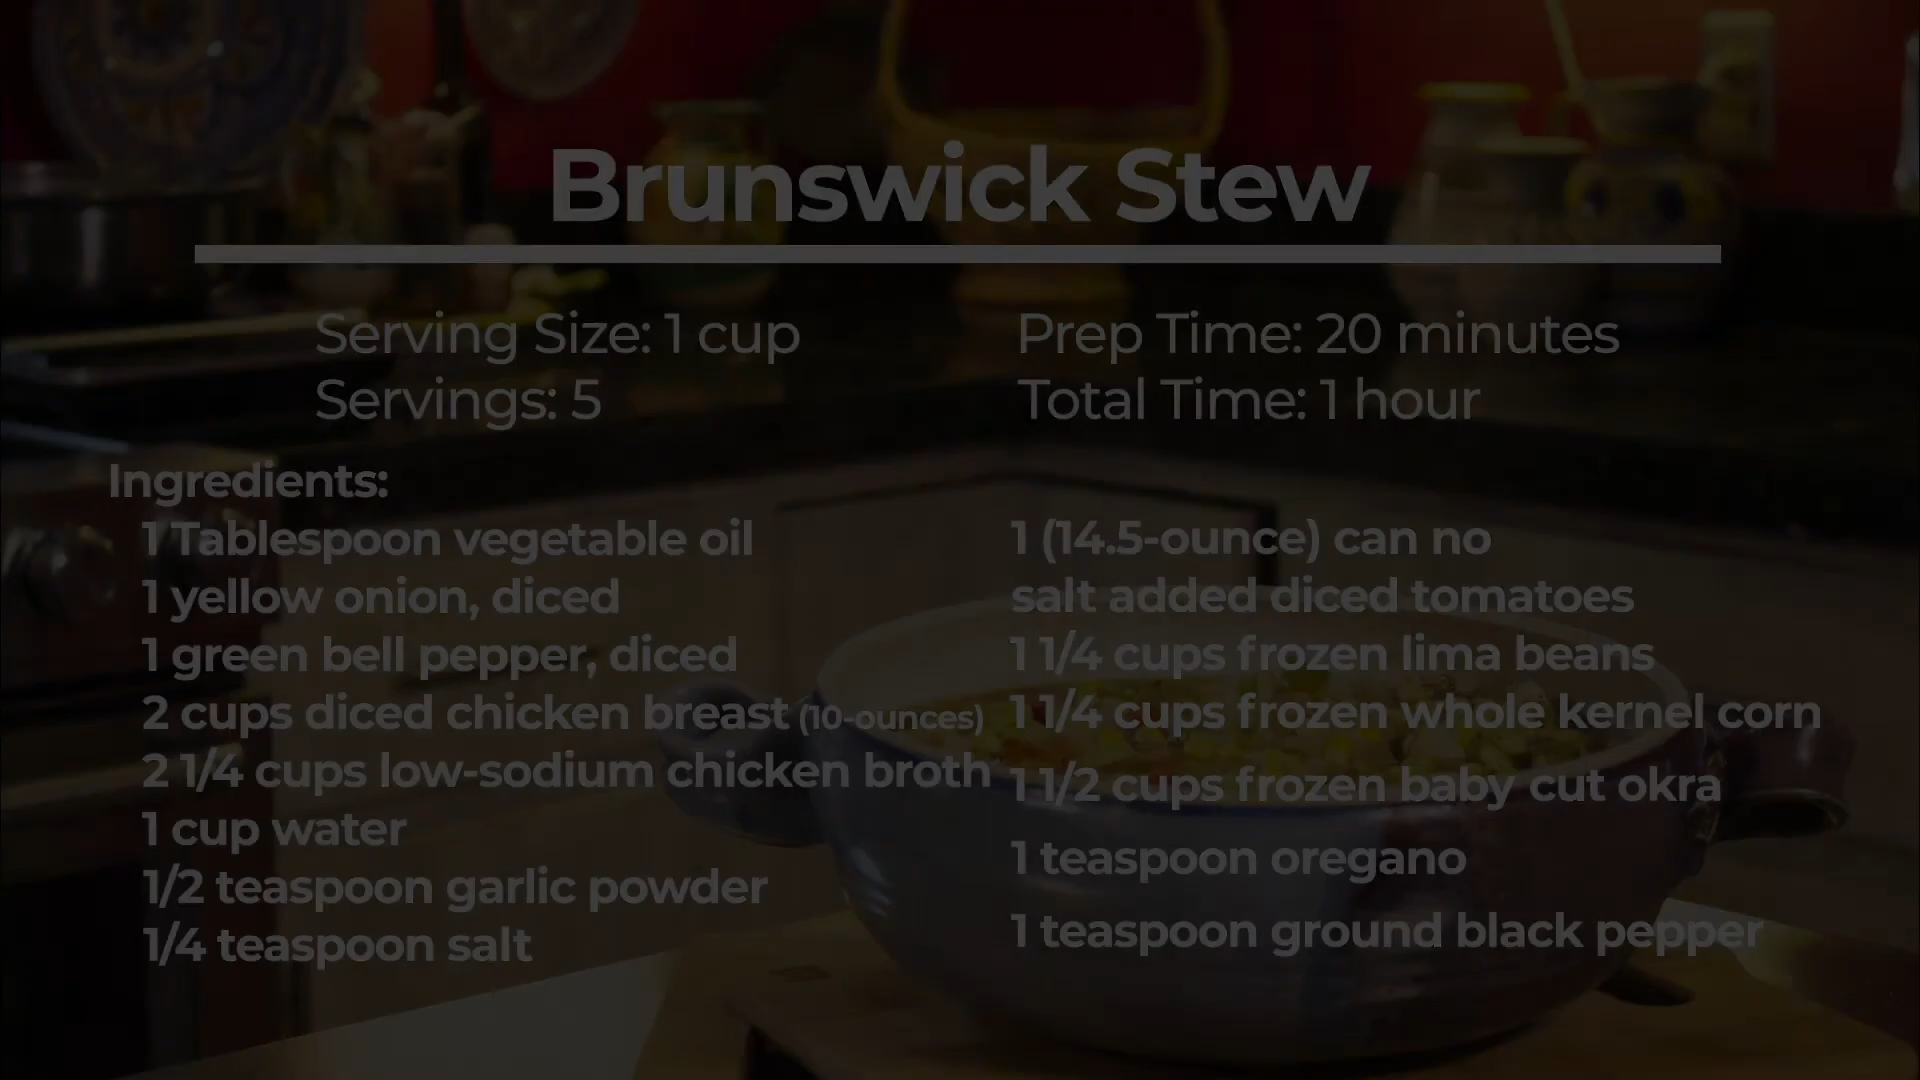 Brunswick Stew
Serving Size: 1 cup
Servings: 5
Prep Time: 20 minutes
Total Time: 1 hour
Ingredients:
1 Tablespoon vegetable oil
1 yellow onion, diced
1 green bell pepper, diced
2 cups diced chicken breast (10-ounces)
2 1/4 cups low-sodium chicken broth
1 cup water
1/2 teaspoon garlic powder
1/4 teaspoon salt
1 (14.5-ounce) can no
salt added diced tomatoes
1 1/4 cups frozen lima beans
1 1/4 cups frozen whole kernel corn
1 1/2 cups frozen baby cut okra
1 teaspoon oregano
1 teaspoon ground black pepper